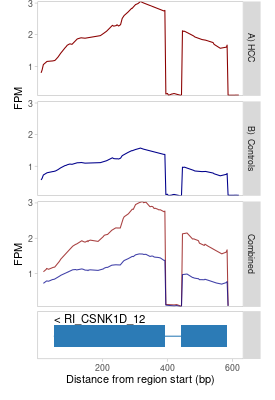 3
2
1
A) HCC
FPM
3
2
1
B) Controls
3
2
1
Combined
FPM
< RI_CSNK1D_12
200
400
600
Distance from region start (bp)